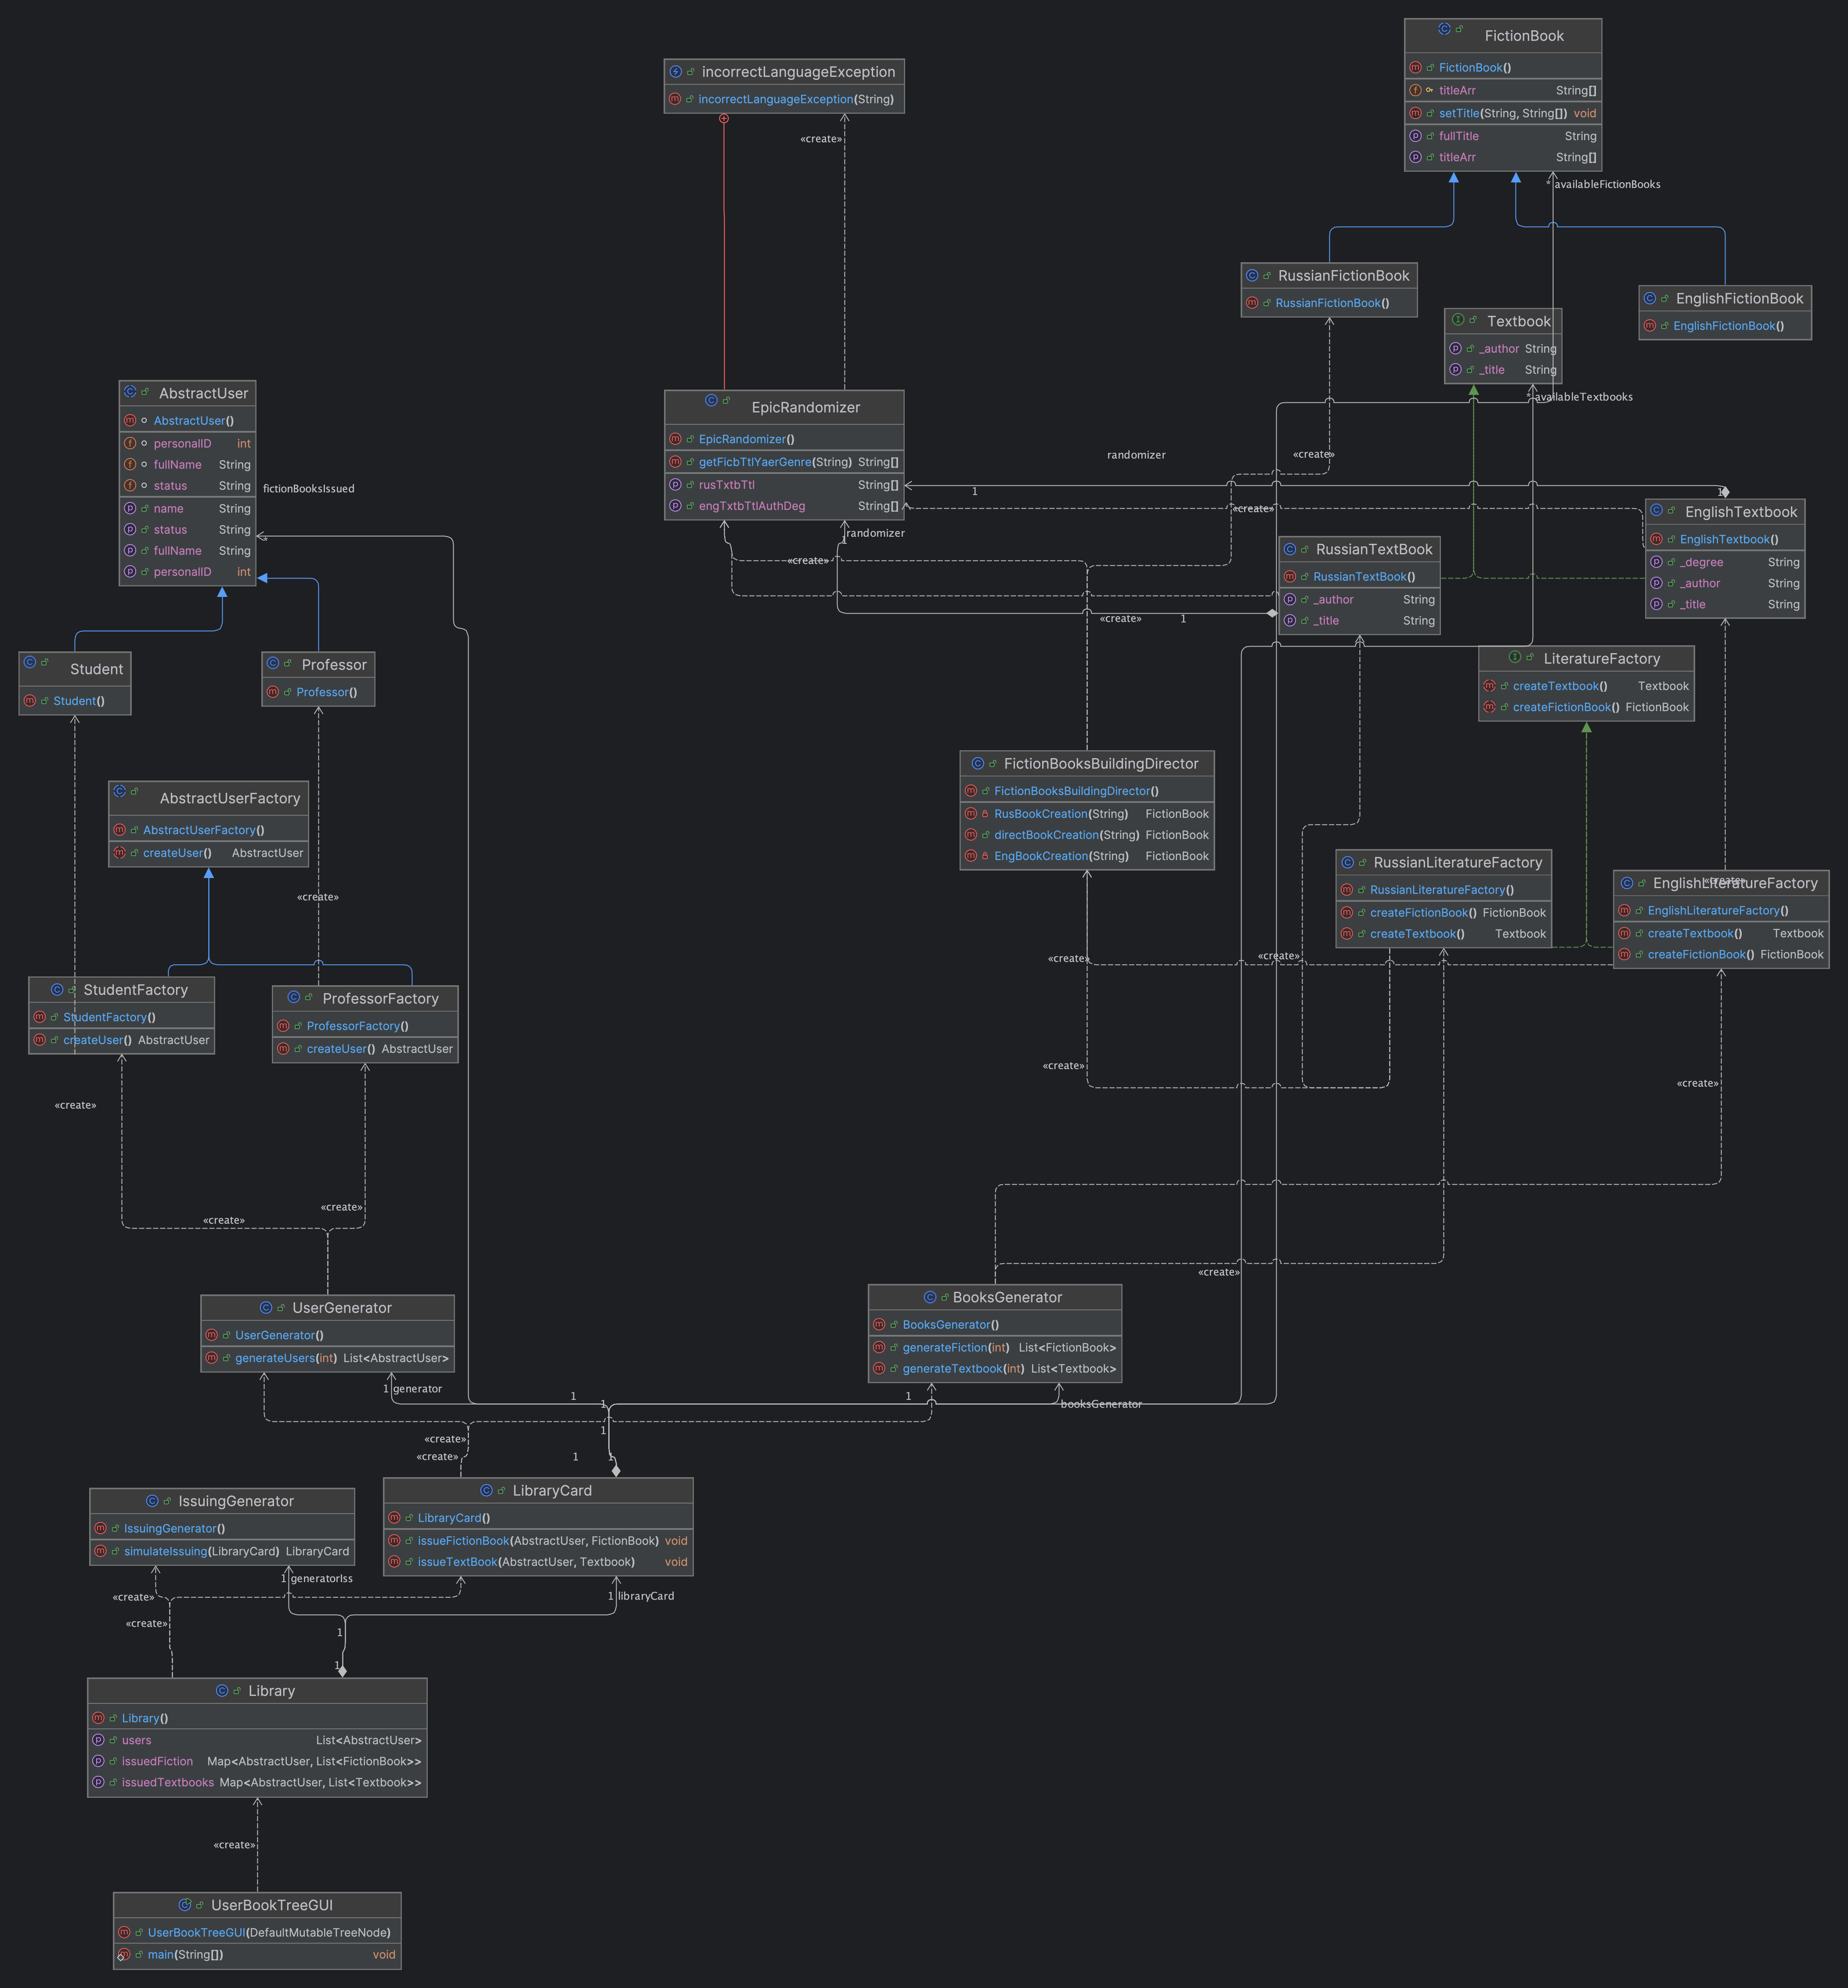 FictionBook
FictionBook()
titleArr String[]
setTitle(String, String[]) void
fullTitle String
titleArr String[]
* availableFictionBooks
incorrectLanguageException
incorrectLanguageException(String)
«create»
RussianFictionBook
RussianFictionBook()
EnglishFictionBook
EnglishFictionBook()
Textbook
_author String
_title String
* availableTextbooks
AbstractUser
AbstractUser()
personalID int
fullName String
status String
name String
status String
fullName String
personalID int
fictionBooksIssued
*
EpicRandomizer
EpicRandomizer()
getFicbTtlYaerGenre(String) String[]
rusTxtbTtl String[]
engTxtbTtlAuthDeg String[]
randomizer
«create»
1
1
«create»
EnglishTextbook
EnglishTextbook()
_degree String
_author String
_title String
randomizer
1
«create»
RussianTextBook
RussianTextBook()
_author String
_title String
«create»
1
Student
Student()
Professor
Professor()
LiteratureFactory
createTextbook() Textbook
createFictionBook() FictionBook
FictionBooksBuildingDirector
FictionBooksBuildingDirector()
RusBookCreation(String) FictionBook
directBookCreation(String) FictionBook
EngBookCreation(String) FictionBook
AbstractUserFactory
AbstractUserFactory()
createUser() AbstractUser
«create»
RussianLiteratureFactory
RussianLiteratureFactory()
createFictionBook() FictionBook
createTextbook() Textbook
«create»
EnglishLiteratureFactory
EnglishLiteratureFactory()
createTextbook() Textbook
createFictionBook() FictionBook
«create»
«create»
StudentFactory
StudentFactory()
createUser() AbstractUser
ProfessorFactory
ProfessorFactory()
createUser() AbstractUser
«create»
«create»
«create»
«create»
«create»
«create»
UserGenerator
UserGenerator()
generateUsers(int) List<AbstractUser>
BooksGenerator
BooksGenerator()
generateFiction(int) List<FictionBook>
generateTextbook(int) List<Textbook>
1 generator
1
1
1
booksGenerator
1
«create»
«create»
1
1
LibraryCard
LibraryCard()
issueFictionBook(AbstractUser, FictionBook) void
issueTextBook(AbstractUser, Textbook) void
IssuingGenerator
IssuingGenerator()
simulateIssuing(LibraryCard) LibraryCard
1 generatorIss
«create»
1 libraryCard
«create»
1
1
Library
Library()
users List<AbstractUser>
issuedFiction Map<AbstractUser, List<FictionBook>>
issuedTextbooks Map<AbstractUser, List<Textbook>>
«create»
UserBookTreeGUI
UserBookTreeGUI(DefaultMutableTreeNode)
main(String[]) void